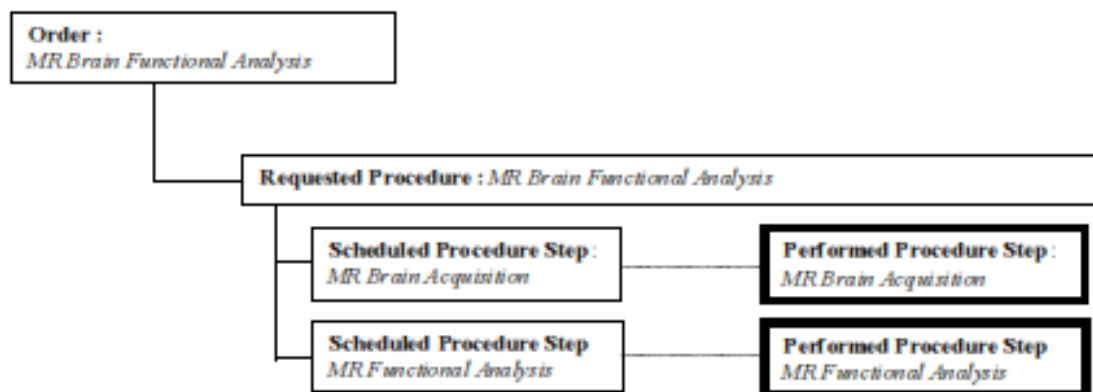 Order :
MR Brain Functional Analysis
Requested Procedure : MR Brain Functional Analysis
Scheduled Procedure Step :
MR Brain Acquisition
Performed Procedure Step :
MR Brain Acquisition
Scheduled Procedure Step
MR Functional Analysis
Performed Procedure Step
MR Functional Analysis